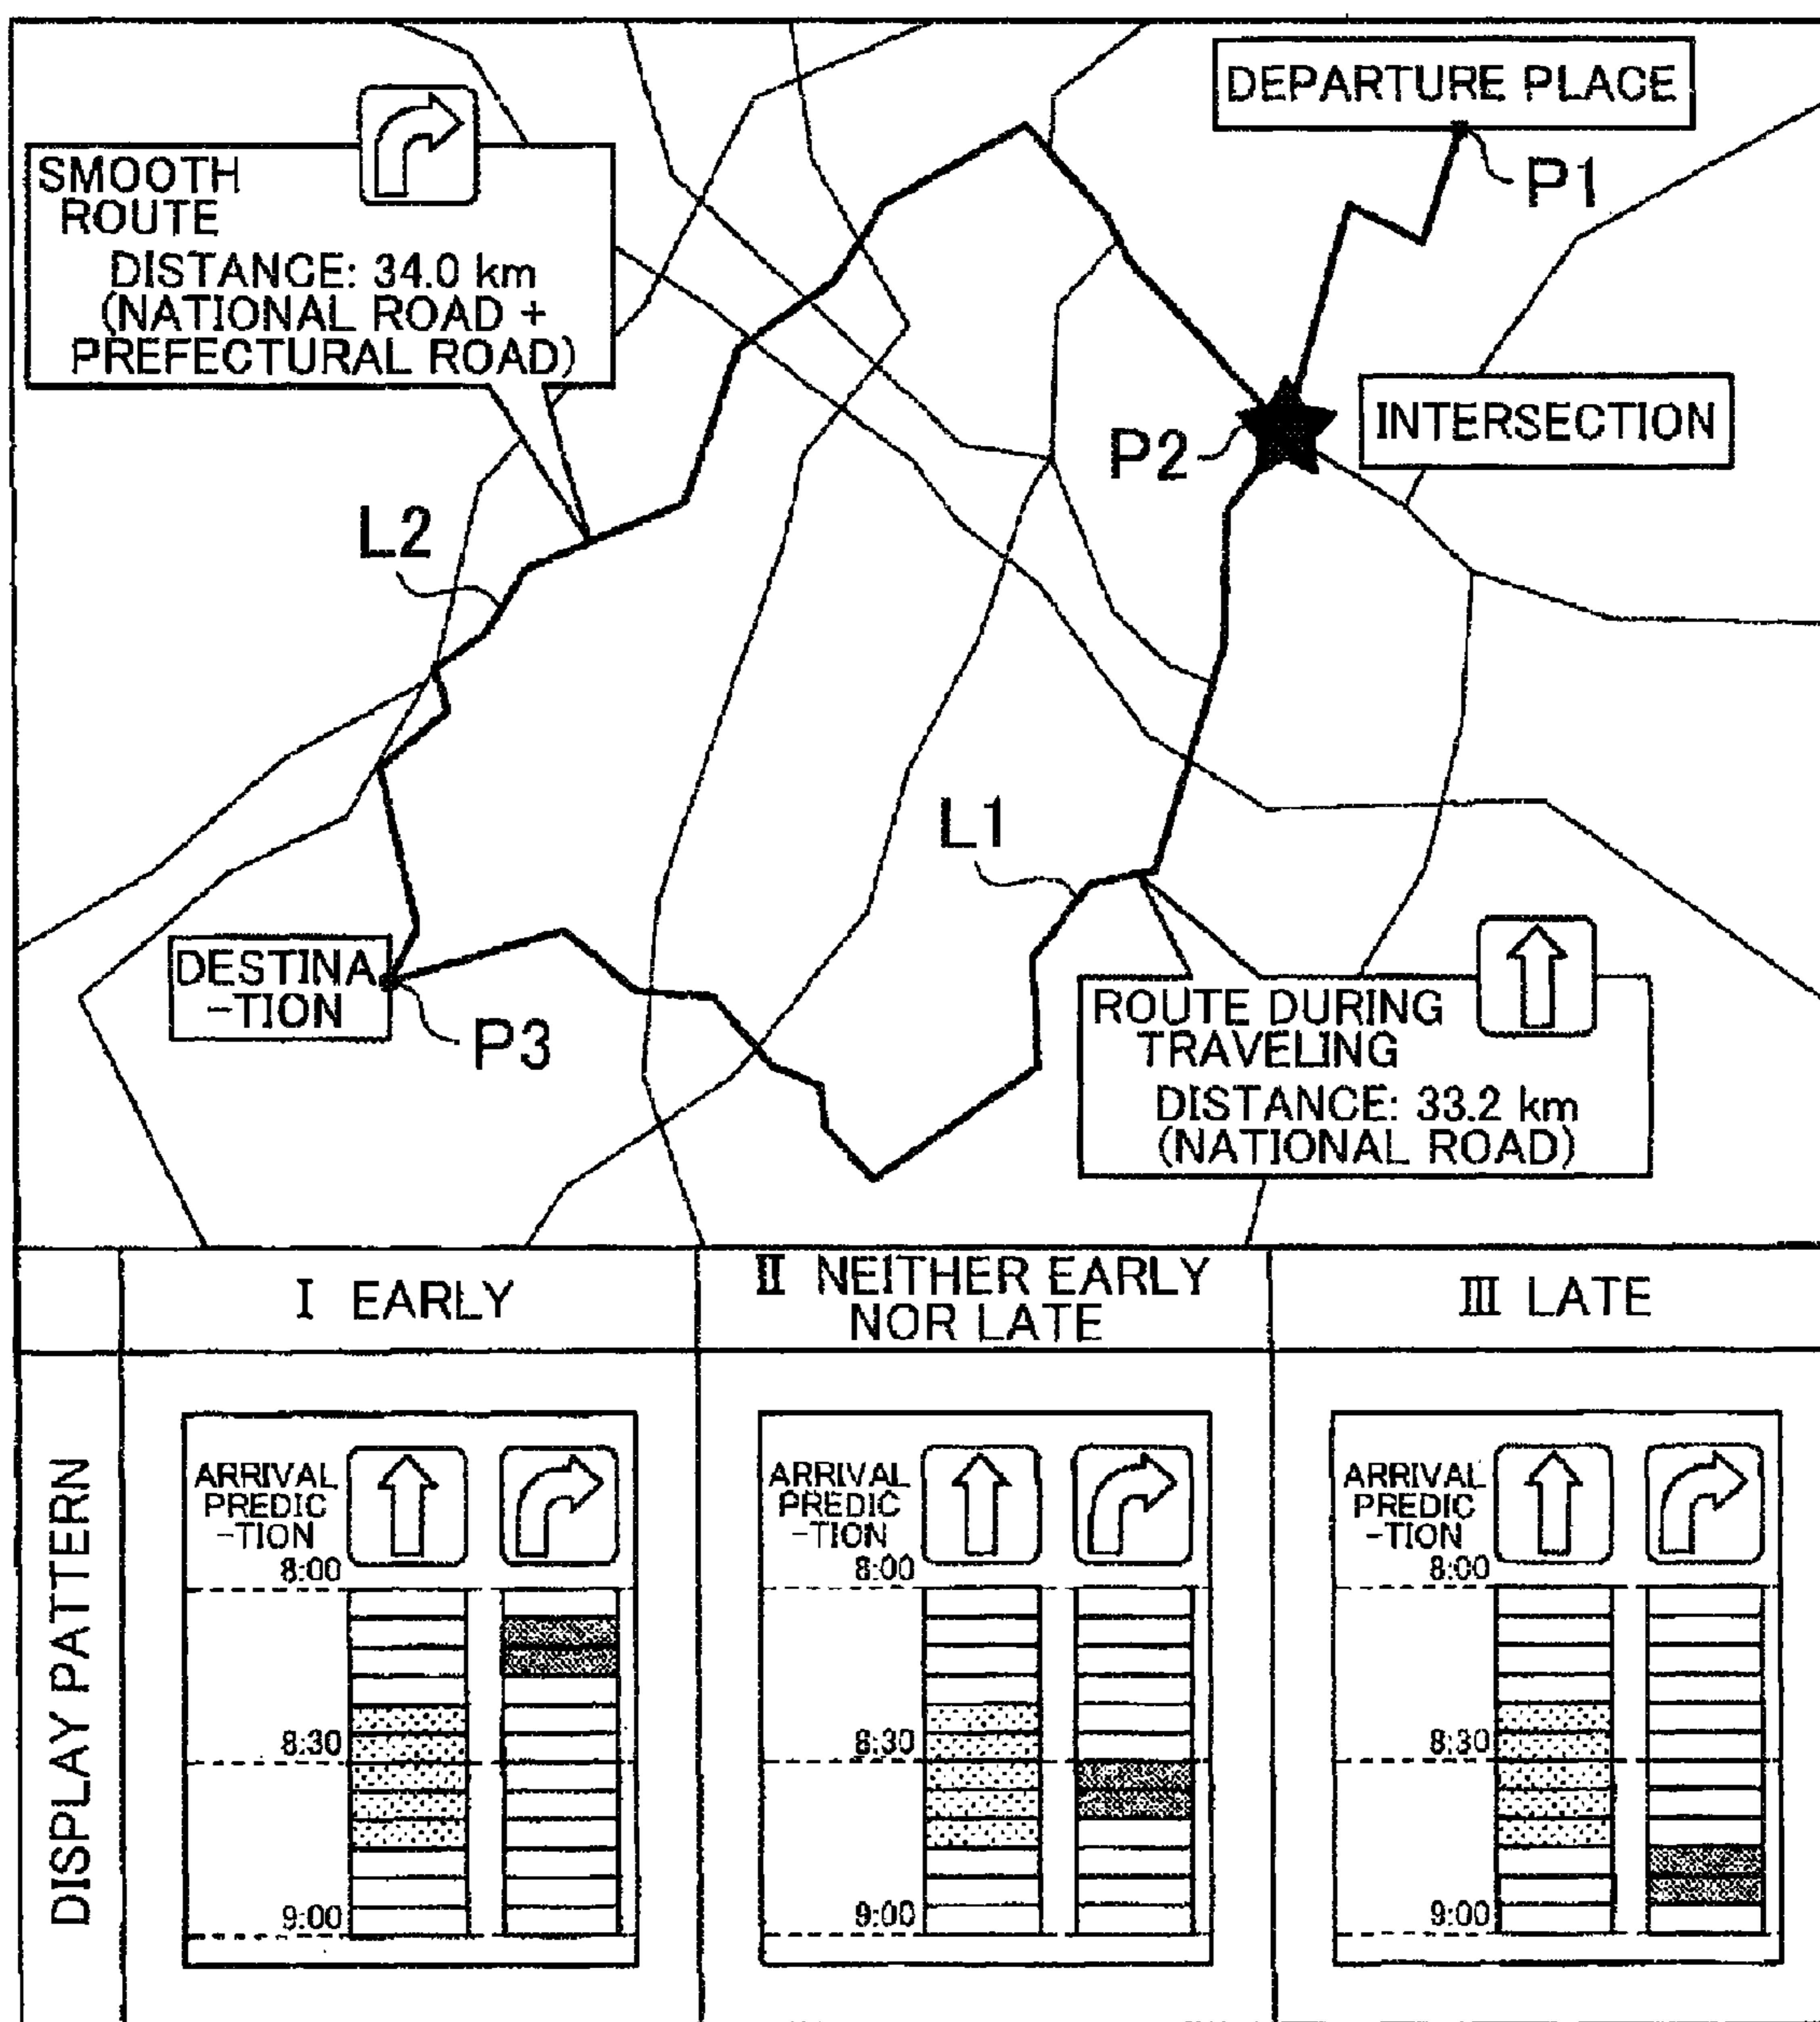 DEPARTURE PLACE
P1
SMOOTH
ROUTE
DISTANCE: 34.0 km
(NATIONAL ROAD +
PREFECTURAL ROAD)
INTERSECTION
P2
L2
L1
DESTINA
-TION
P3
ROUTE DURING
TRAVELING
DISTANCE: 33.2 km
(NATIONAL ROAD)
I EARLY
II NEITHER EARLY
NOR LATE
III LATE
DISPLAY PATTERN
ARRIVAL
PREDIC
-TION
8:00
8:30
9:00
ARRIVAL
PREDIC
-TION
8:00
8:30
9:00
ARRIVAL
PREDIC
-TION
8:00
8:30
9:00